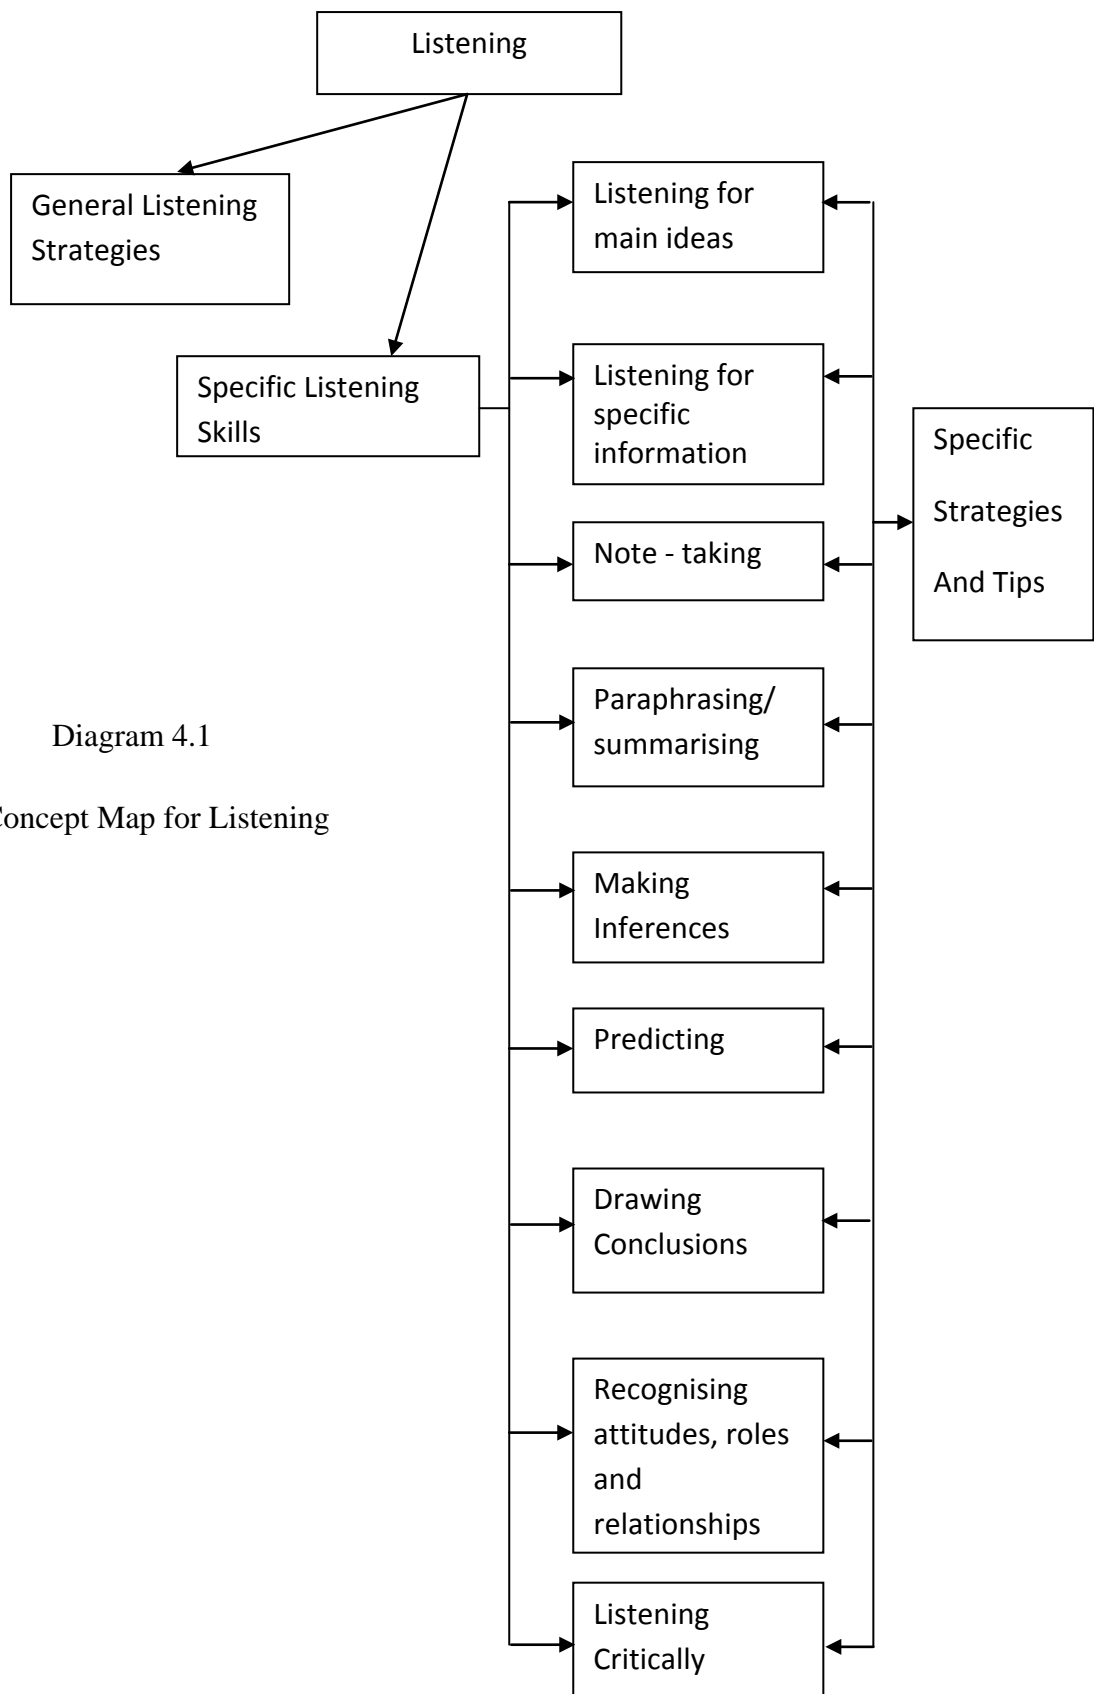 Listening
General Listening
Strategies
Specific Listening
Skills
Listening for
main ideas
Listening for
specific
information
Note - taking
Paraphrasing/
summarising
Making
Inferences
Predicting
Drawing
Conclusions
Recognising
attitudes, roles
and
relationships
Listening
Critically
Specific
Strategies
And Tips
Diagram 4.1
Concept Map for Listening